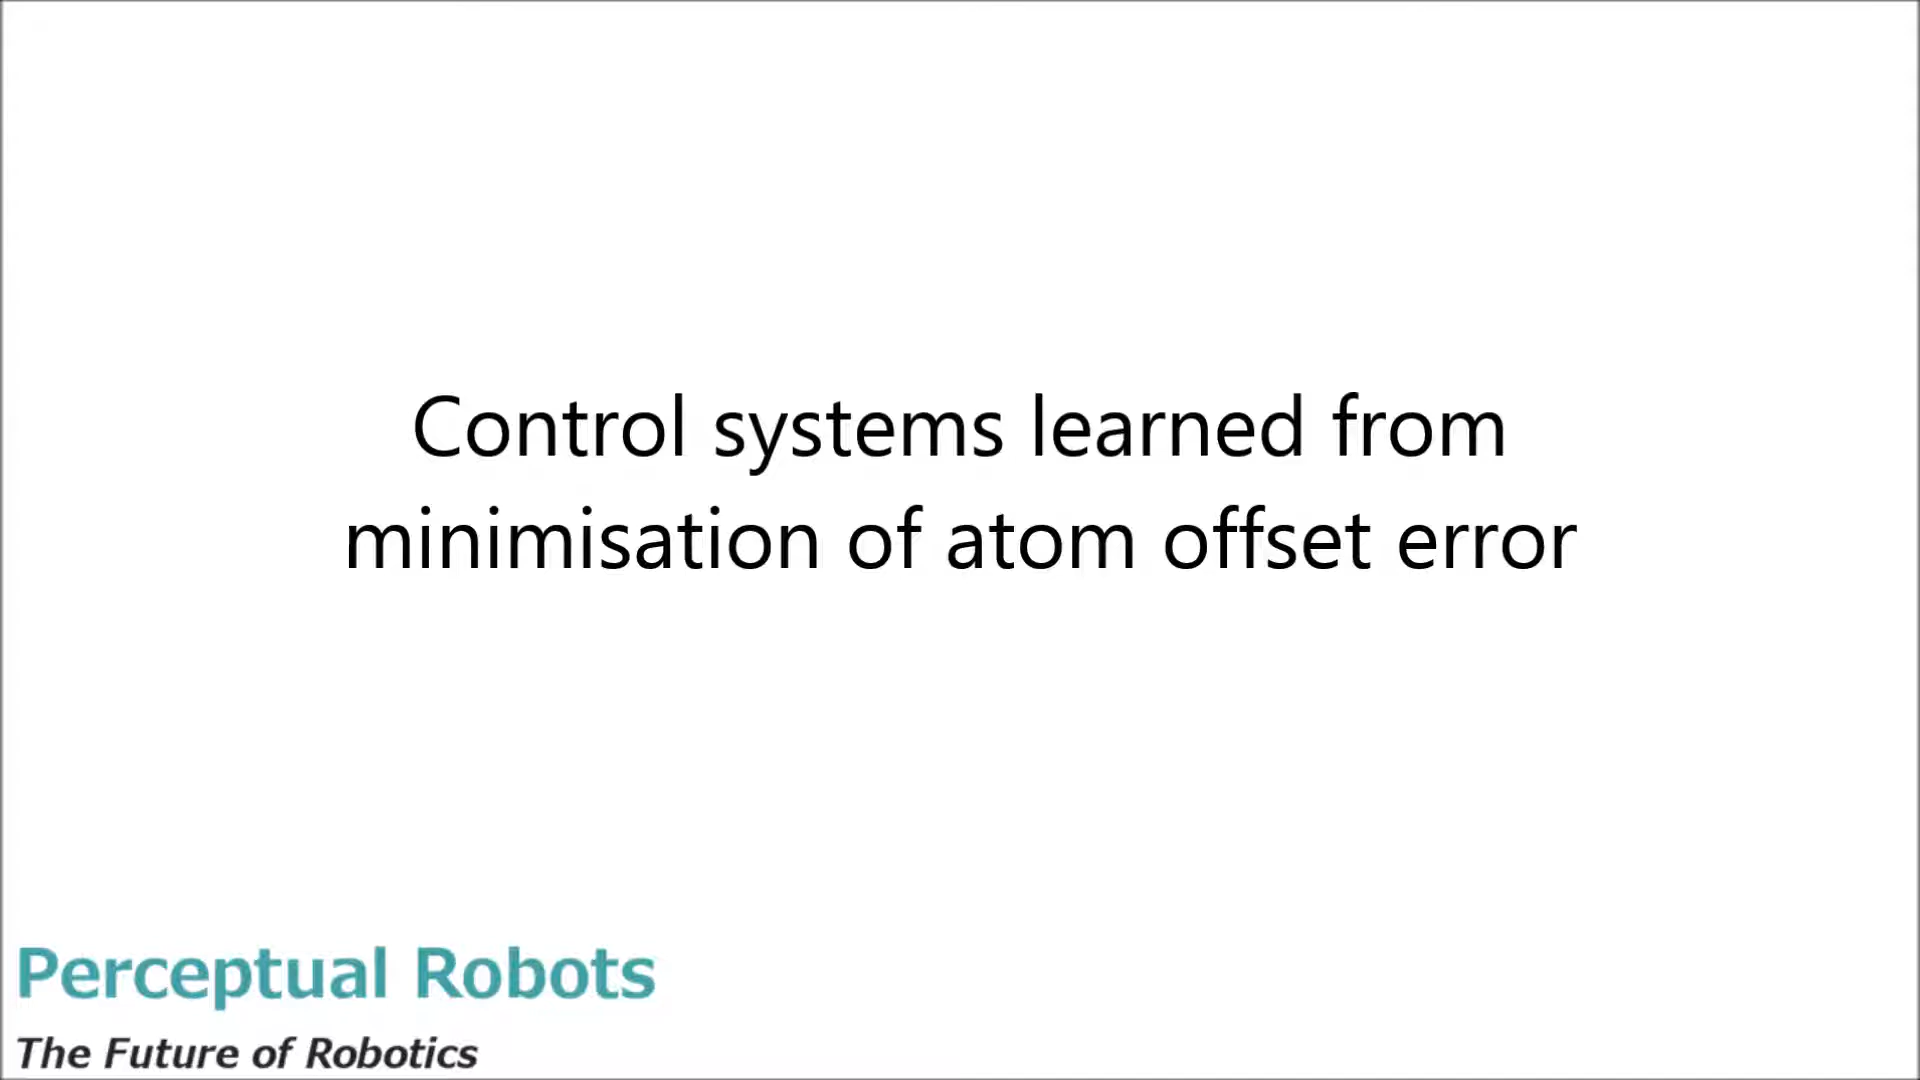 Control systems learned from
minimisation of atom offset error
Perceptual Robots
The Future of Robotics